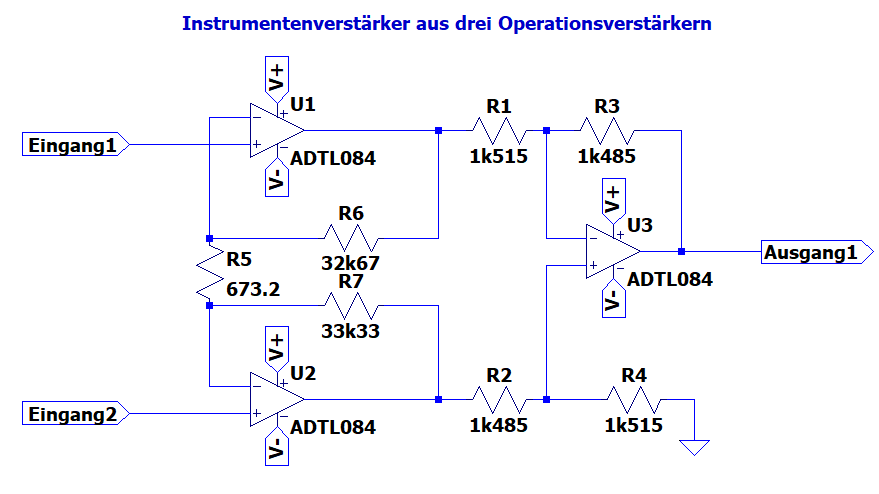 Instrumentenverstärker aus drei Operationsverstärkern
V+
U1
R1
R3
Eingang1
ADTL084
1k515
1k485
V-
V+
R6
U3
R5
32k67
Ausgang1
673.2
R7
ADTL084
33k33
V-
V+
U2
R2
R4
Eingang2
ADTL084
1k485
1k515
V-